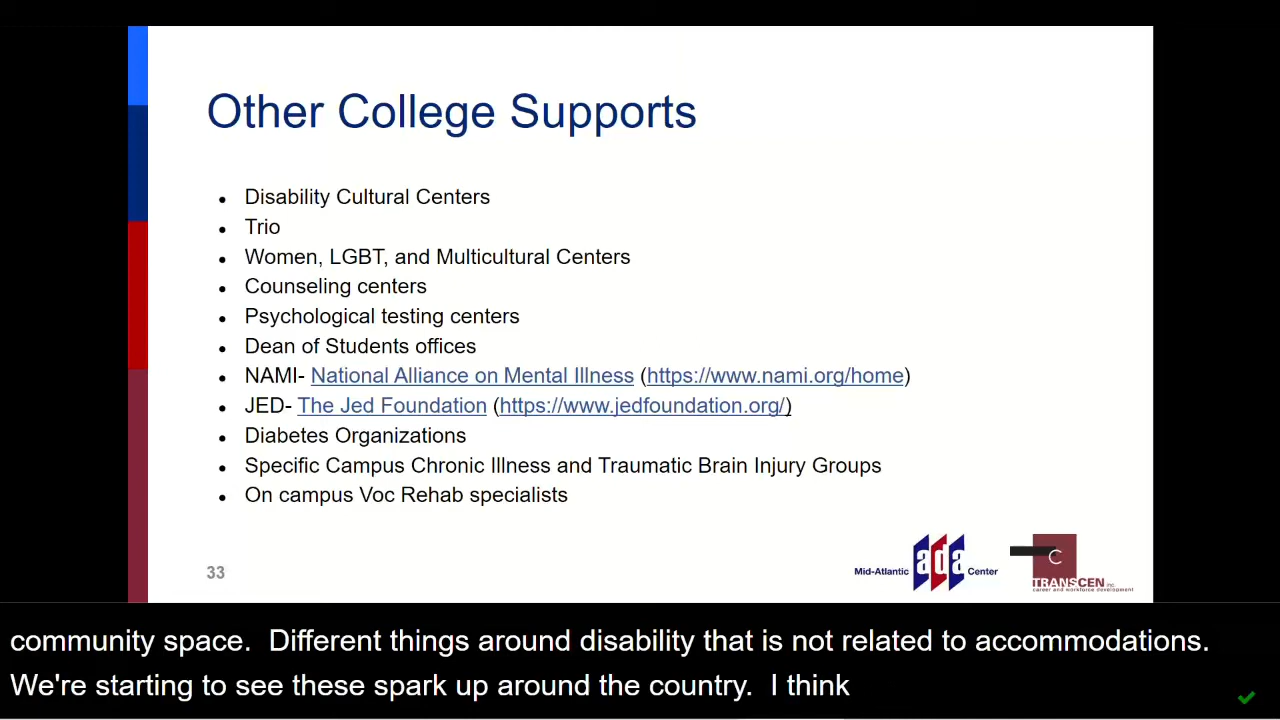 Other College Supports
• Disability Cultural Centers
• Trio
• Women, LGBT, and Multicultural Centers
• Counseling centers
• Psychological testing centers
• Dean of Students offices
• NAMI- National Alliance on Mental Illness (https://www.nami.org/home)
• JED- The Jed Foundation (https://www.jedfoundation.org/)
• Diabetes Organizations
• Specific Campus Chronic Illness and Traumatic Brain Injury Groups
• On campus Voc Rehab specialists
33
Mid-Atlantic ada Center
C
TRANSCEN inc.
career and workforce development
community space.  Different things around disability that is not related to accommodations.
We're starting to see these spark up around the country.  I think